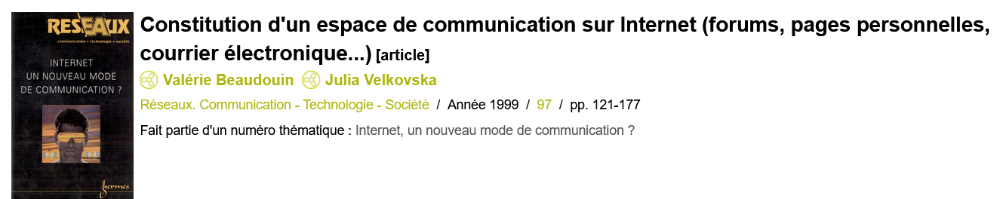 RESEAUX
communication • technologie • société
INTERNET
UN NOUVEAU MODE
DE COMMUNICATION ?
hermes
Constitution d'un espace de communication sur Internet (forums, pages personnelles,
courrier électronique...) [article]
Valérie Beaudouin Julia Velkovska
Réseaux. Communication - Technologie - Société / Année 1999 / 97 / pp. 121-177
Fait partie d'un numéro thématique : Internet, un nouveau mode de communication ?